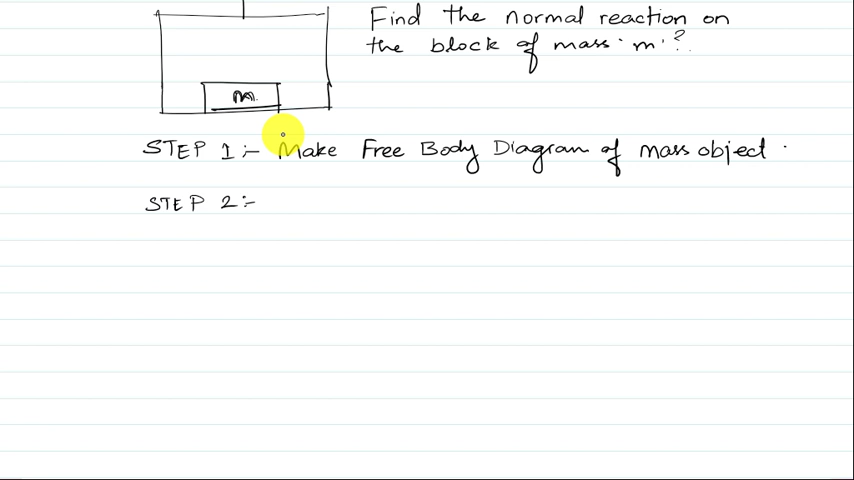 Find the normal reaction on
the block of mass 'm'?
m
STEP 1:- Make Free Body Diagram of mass object.
STEP 2:-